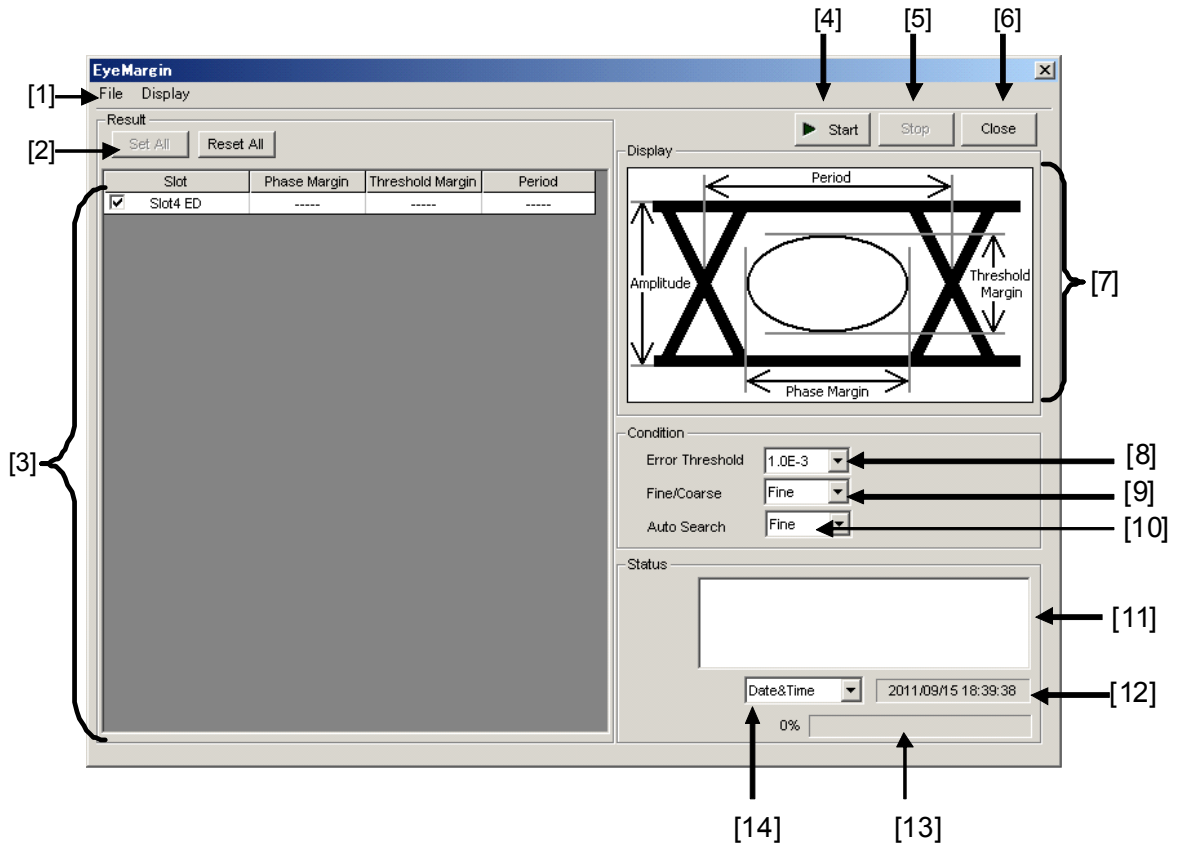 [4] [5] [6]
EyeMargin
[1] File Display
Result
[2] Set All Reset All
Start Stop Close
Display
Slot Phase Margin Threshold Margin Period
Slot4 ED ----- ----- -----
Period
Amplitude
Threshold
Margin
Phase Margin
[7]
[3]
Condition
Error Threshold 1.0E-3 [8]
Fine/Coarse Fine [9]
Auto Search Fine [10]
Status
[11]
Date&Time 2011/09/15 18:39:38 [12]
0%
[14] [13]